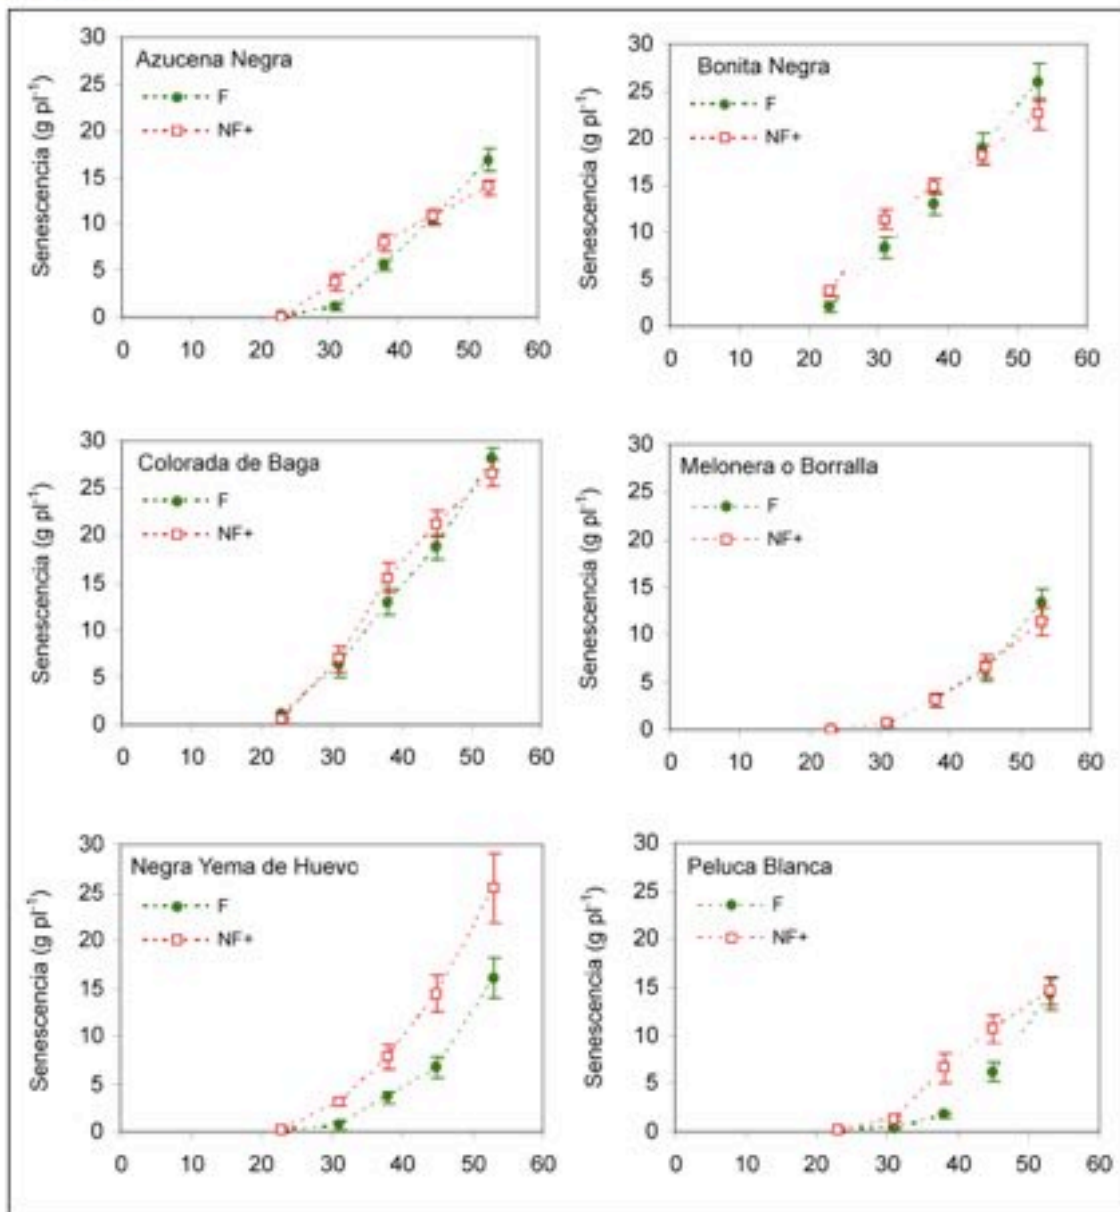 Azucena Negra
F
NF+
Senescencia (g pl⁻¹)
30
25
20
15
10
5
0
0 10 20 30 40 50 60
Bonita Negra
F
NF+
Senescencia (g pl⁻¹)
30
25
20
15
10
5
0
0 10 20 30 40 50 60
Colorada de Baga
F
NF+
Senescencia (g pl⁻¹)
30
25
20
15
10
5
0
0 10 20 30 40 50 60
Melonera o Borralla
F
NF+
Senescencia (g pl⁻¹)
30
25
20
15
10
5
0
0 10 20 30 40 50 60
Negra Yema de Huevo
F
NF+
Senescencia (g pl⁻¹)
30
25
20
15
10
5
0
0 10 20 30 40 50 60
Peluca Blanca
F
NF+
Senescencia (g pl⁻¹)
30
25
20
15
10
5
0
0 10 20 30 40 50 60